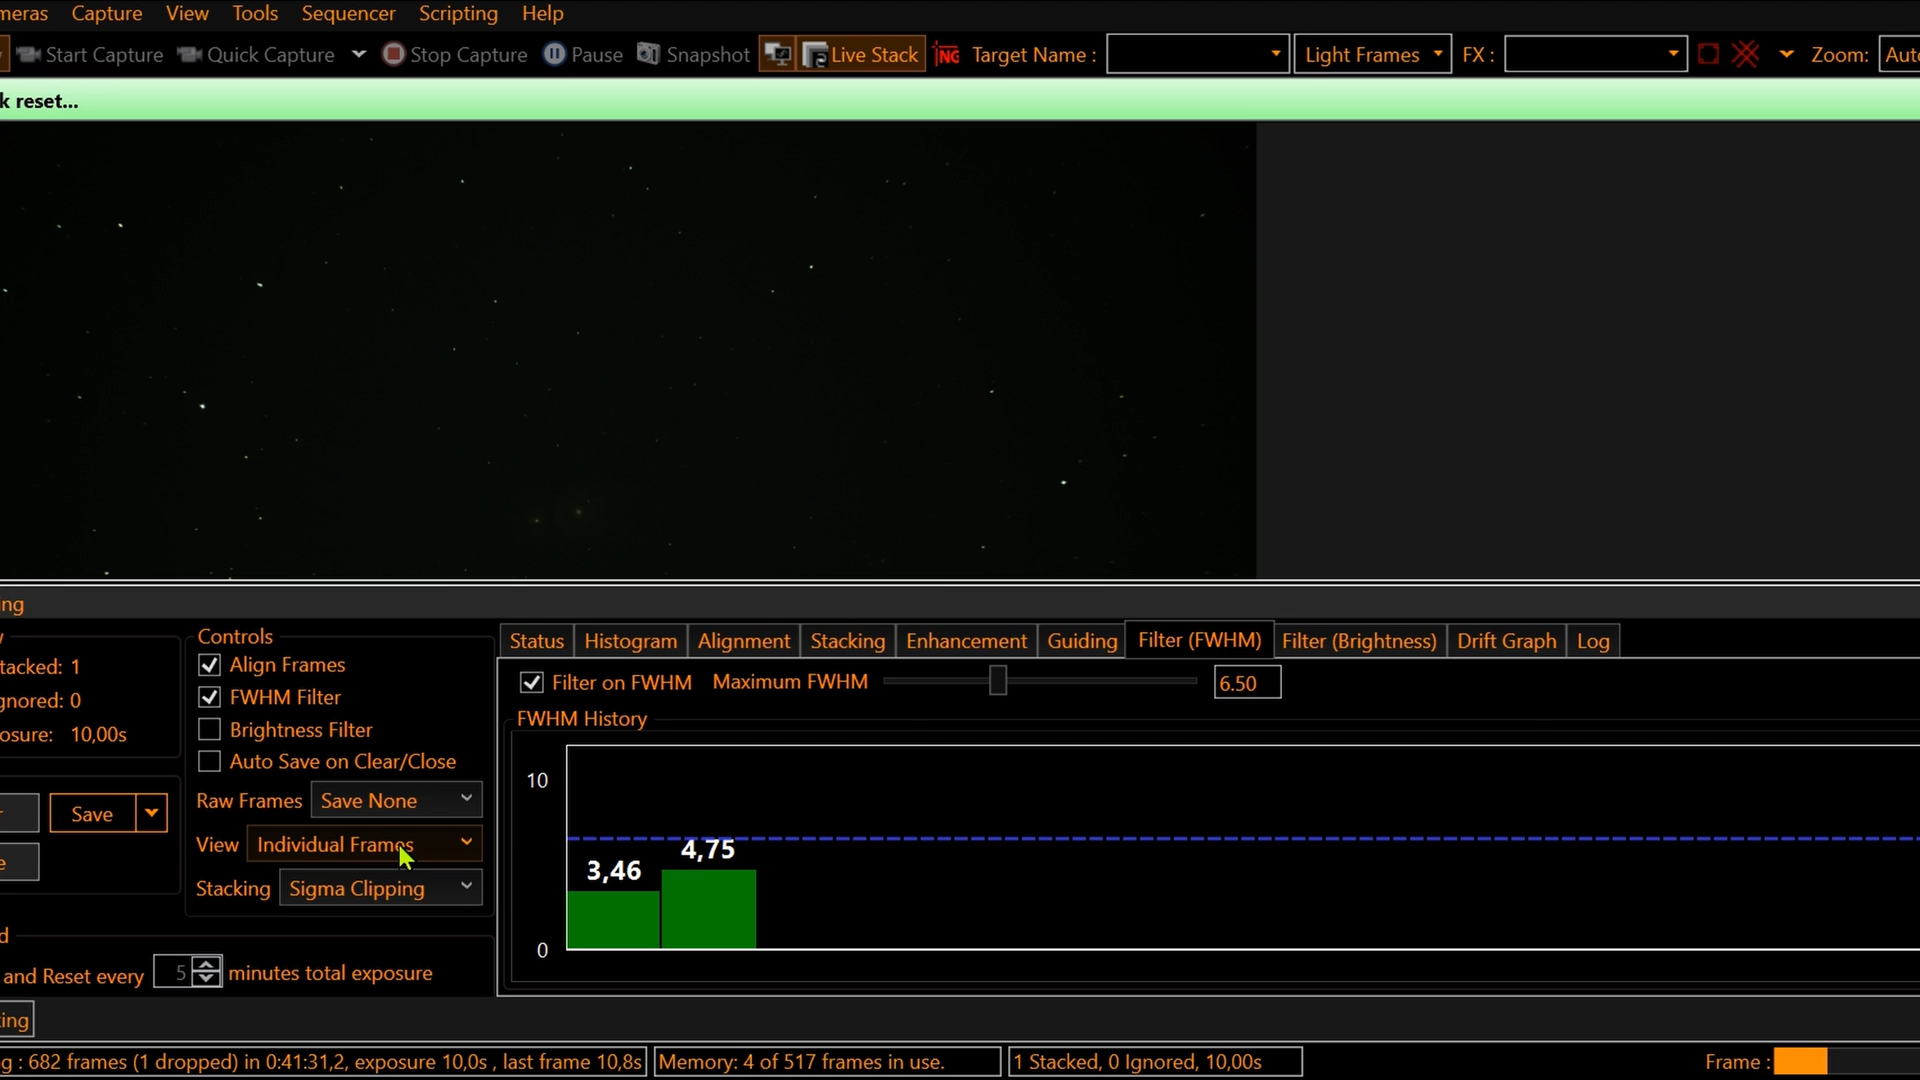 meras Capture View Tools Sequencer Scripting Help
Start Capture Quick Capture Stop Capture Pause Snapshot Live Stack Target Name : Light Frames FX : Zoom: Aut
k reset...
ng
tacked: 1
nored: 0
osure: 10,00s
Save
e
Controls
Align Frames
FWHM Filter
Brightness Filter
Auto Save on Clear/Close
Raw Frames Save None
View Individual Frames
Stacking Sigma Clipping
d
and Reset every 5 minutes total exposure
Status Histogram Alignment Stacking Enhancement Guiding Filter (FWHM) Filter (Brightness) Drift Graph Log
Filter on FWHM Maximum FWHM 6.50
FWHM History
10
4,75
3,46
0
ing
g : 682 frames (1 dropped) in 0:41:31,2, exposure 10,0s , last frame 10,8s Memory: 4 of 517 frames in use. 1 Stacked, 0 Ignored, 10,00s Frame :